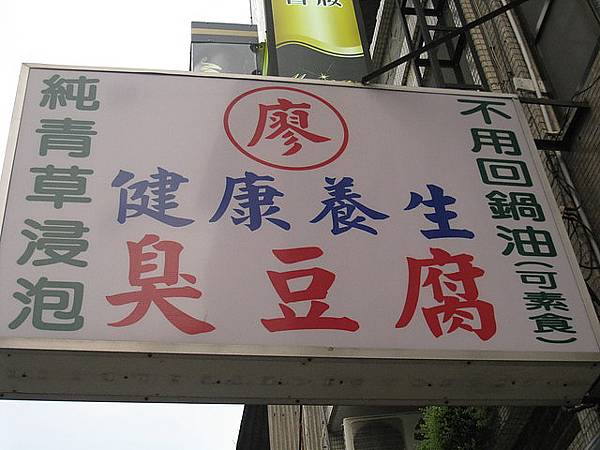 廖
健康養生
臭豆腐
純青草浸泡
不用回鍋油(可素食)